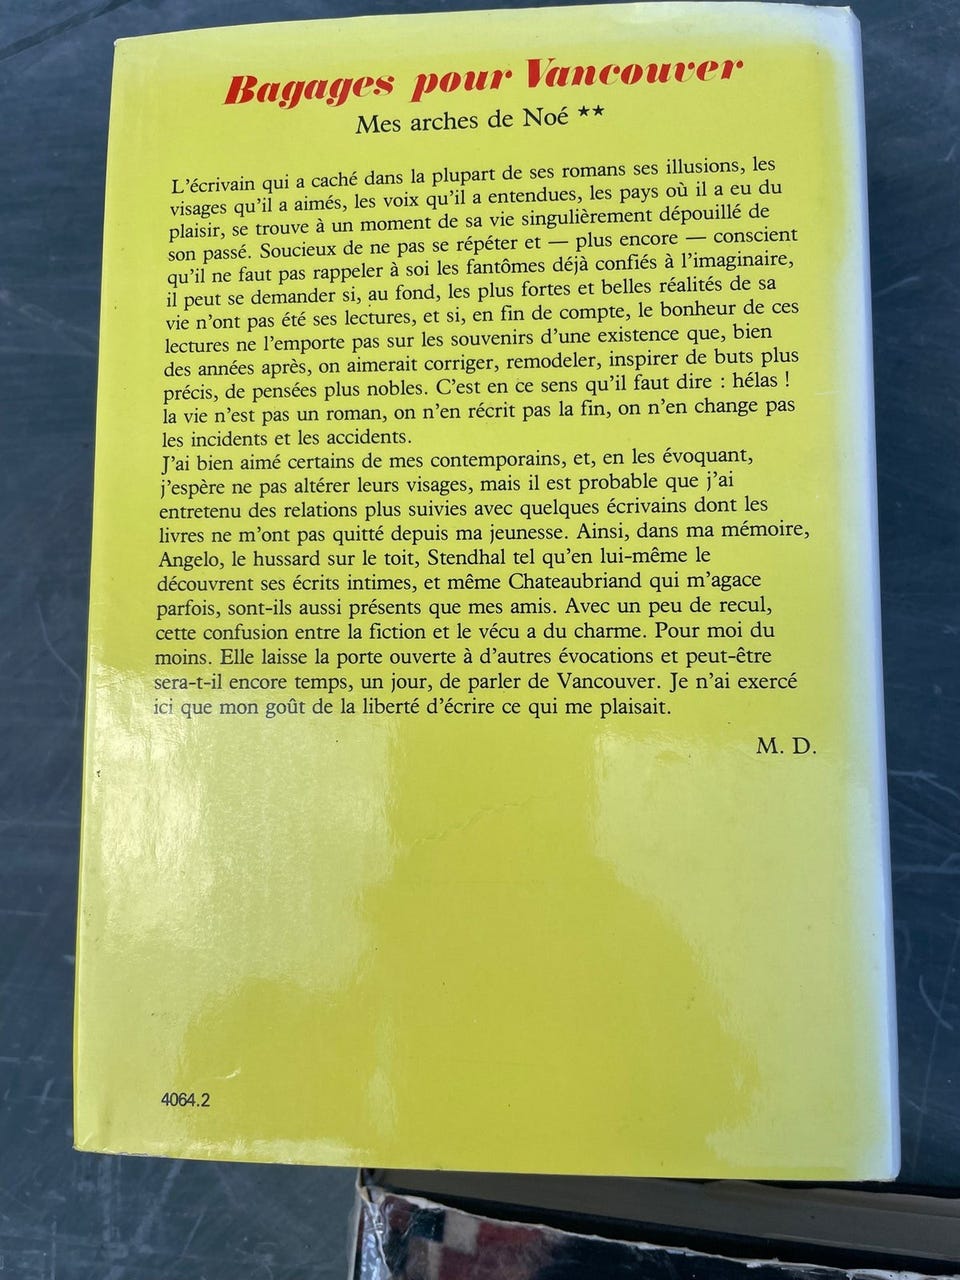 Bagages pour Vancouver
Mes arches de Noé **
L'écrivain qui a caché dans la plupart de ses romans ses illusions, les
visages qu'il a aimés, les voix qu'il a entendues, les pays où il a eu du
plaisir, se trouve à un moment de sa vie singulièrement dépouillé de
son passé. Soucieux de ne pas se répéter et — plus encore — conscient
qu'il ne faut pas rappeler à soi les fantômes déjà confiés à l'imaginaire,
il peut se demander si, au fond, les plus fortes et belles réalités de sa
vie n'ont pas été ses lectures, et si, en fin de compte, le bonheur de ces
lectures ne l'emporte pas sur les souvenirs d'une existence que, bien
des années après, on aimerait corriger, remodeler, inspirer de buts plus
précis, de pensées plus nobles. C'est en ce sens qu'il faut dire : hélas !
la vie n'est pas un roman, on n'en récrit pas la fin, on n'en change pas
les incidents et les accidents.
J'ai bien aimé certains de mes contemporains, et, en les évoquant,
j'espère ne pas altérer leurs visages, mais il est probable que j'ai
entretenu des relations plus suivies avec quelques écrivains dont les
livres ne m'ont pas quitté depuis ma jeunesse. Ainsi, dans ma mémoire,
Angelo, le hussard sur le toit, Stendhal tel qu'en lui-même le
découvrent ses écrits intimes, et même Chateaubriand qui m'agace
parfois, sont-ils aussi présents que mes amis. Avec un peu de recul,
cette confusion entre la fiction et le vécu a du charme. Pour moi du
moins. Elle laisse la porte ouverte à d'autres évocations et peut-être
sera-t-il encore temps, un jour, de parler de Vancouver. Je n'ai exercé
ici que mon goût de la liberté d'écrire ce qui me plaisait.
M. D.
4064.2